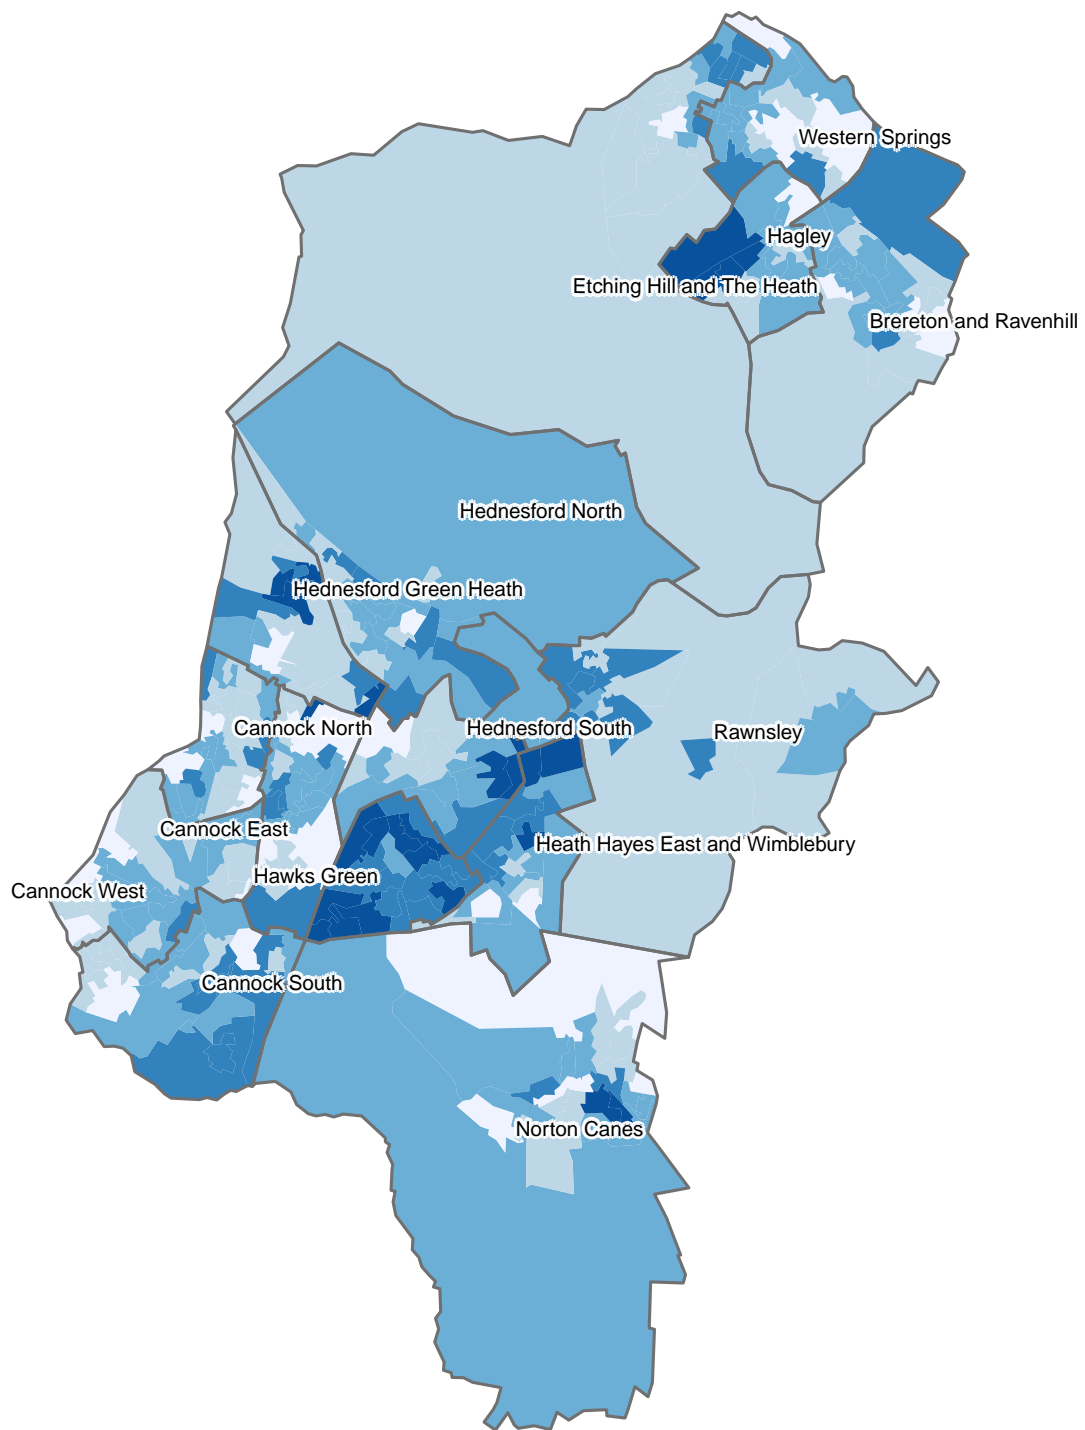 Western Springs
Hagley
Etching Hill and The Heath
Brereton and Ravenhill
Hednesford North
Hednesford Green Heath
Cannock North
Hednesford South
Rawnsley
Cannock East
Heath Hayes East and Wimblebury
Hawks Green
Cannock West
Cannock South
Norton Canes